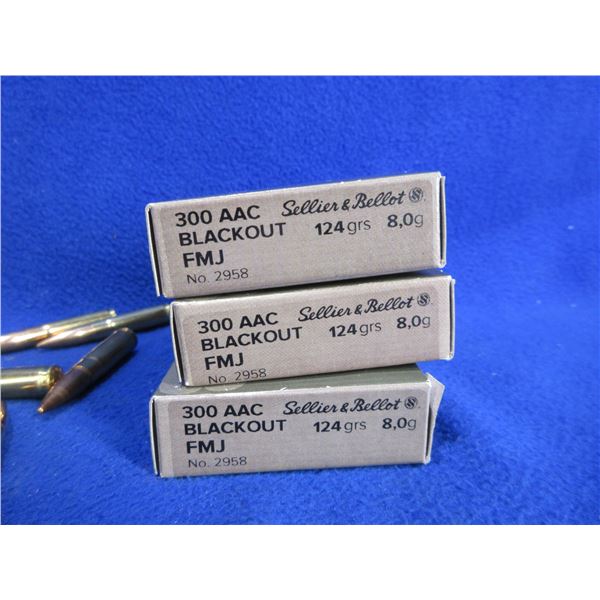 300 AAC Sellier & Bellot S
BLACKOUT 124 grs 8,0g
FMJ
No. 2958
300 AAC Sellier & Bellot S
BLACKOUT 124 grs 8,0g
FMJ
No. 2958
300 AAC Sellier & Bellot S
BLACKOUT 124 grs 8,0g
FMJ
No. 2958